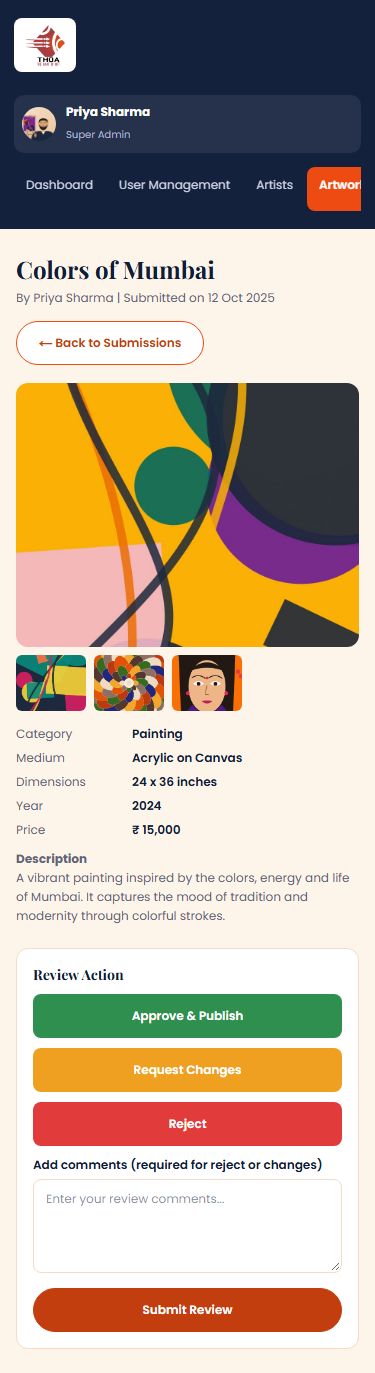 THOA
Priya Sharma
Super Admin
Dashboard User Management Artists Artwor
Colors of Mumbai
By Priya Sharma | Submitted on 12 Oct 2025
← Back to Submissions
Category Painting
Medium Acrylic on Canvas
Dimensions 24 x 36 inches
Year 2024
Price ₹ 15,000
Description
A vibrant painting inspired by the colors, energy and life
of Mumbai. It captures the mood of tradition and
modernity through colorful strokes.
Review Action
Approve & Publish
Request Changes
Reject
Add comments (required for reject or changes)
Enter your review comments...
Submit Review